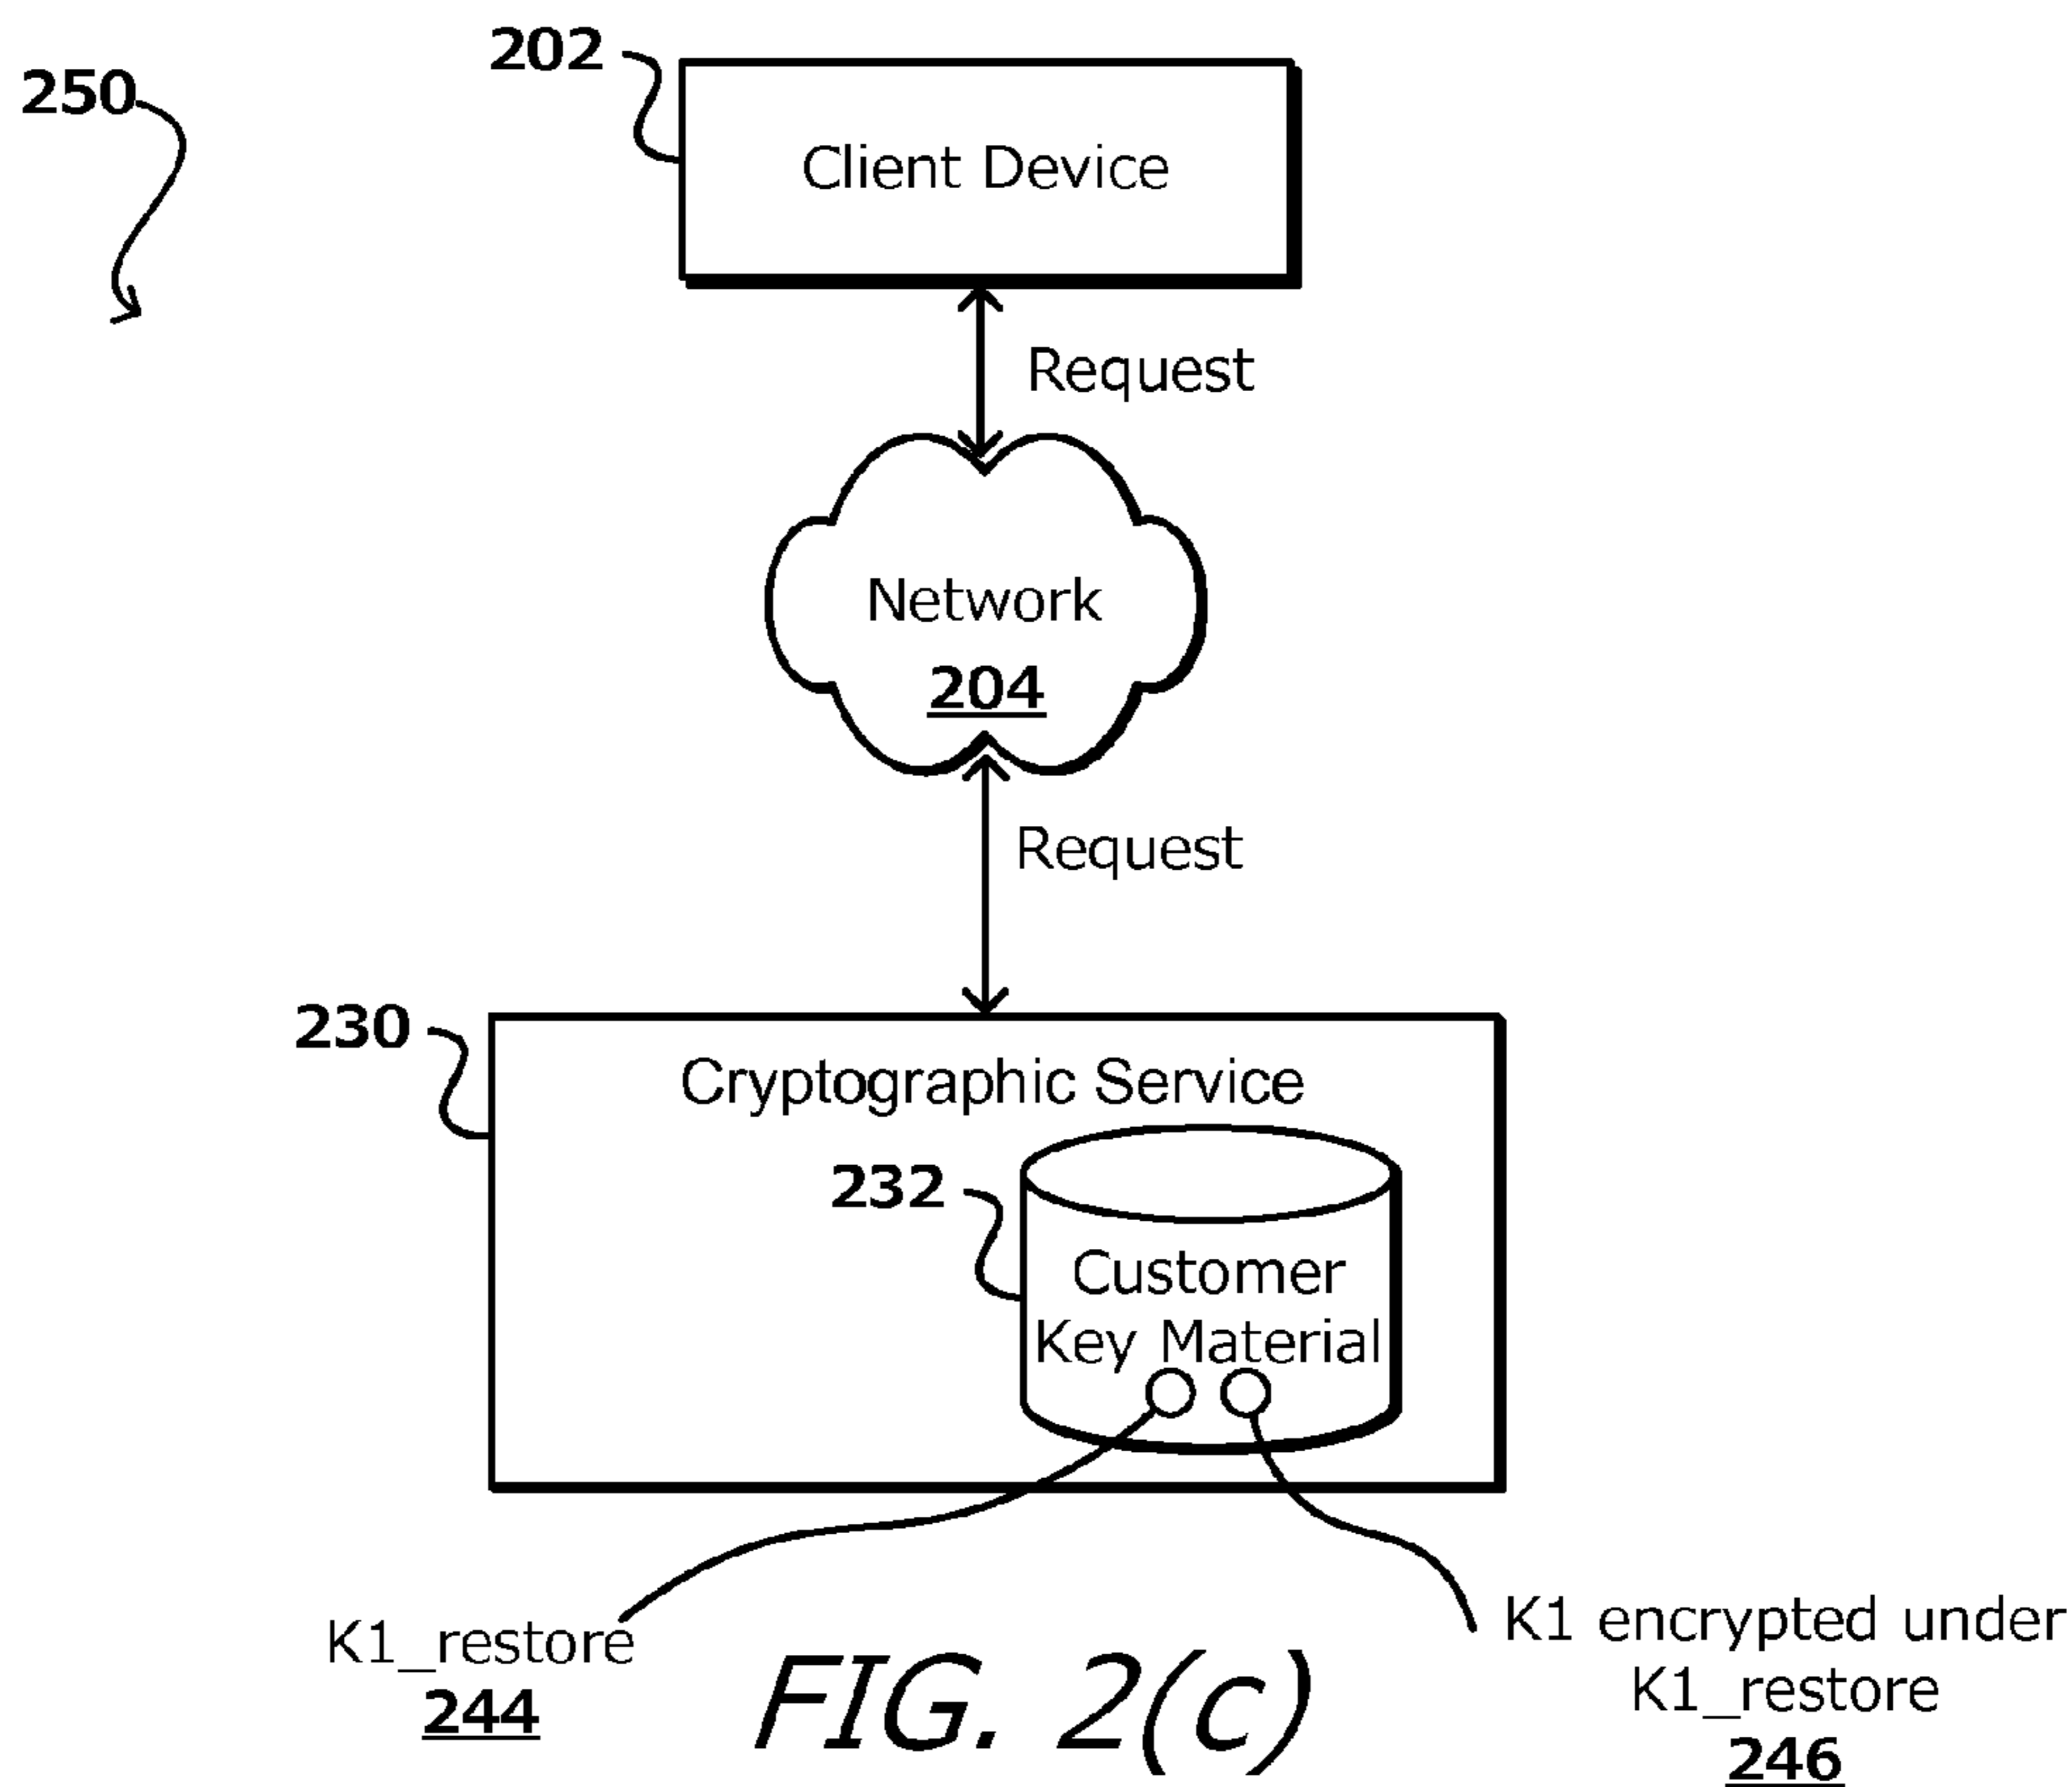 202
250
Client Device
Request
Network
204
Request
230
Cryptographic Service
232
Customer
Key Material
K1_restore
244
K1 encrypted under
K1_restore
246
FIG. 2(c)